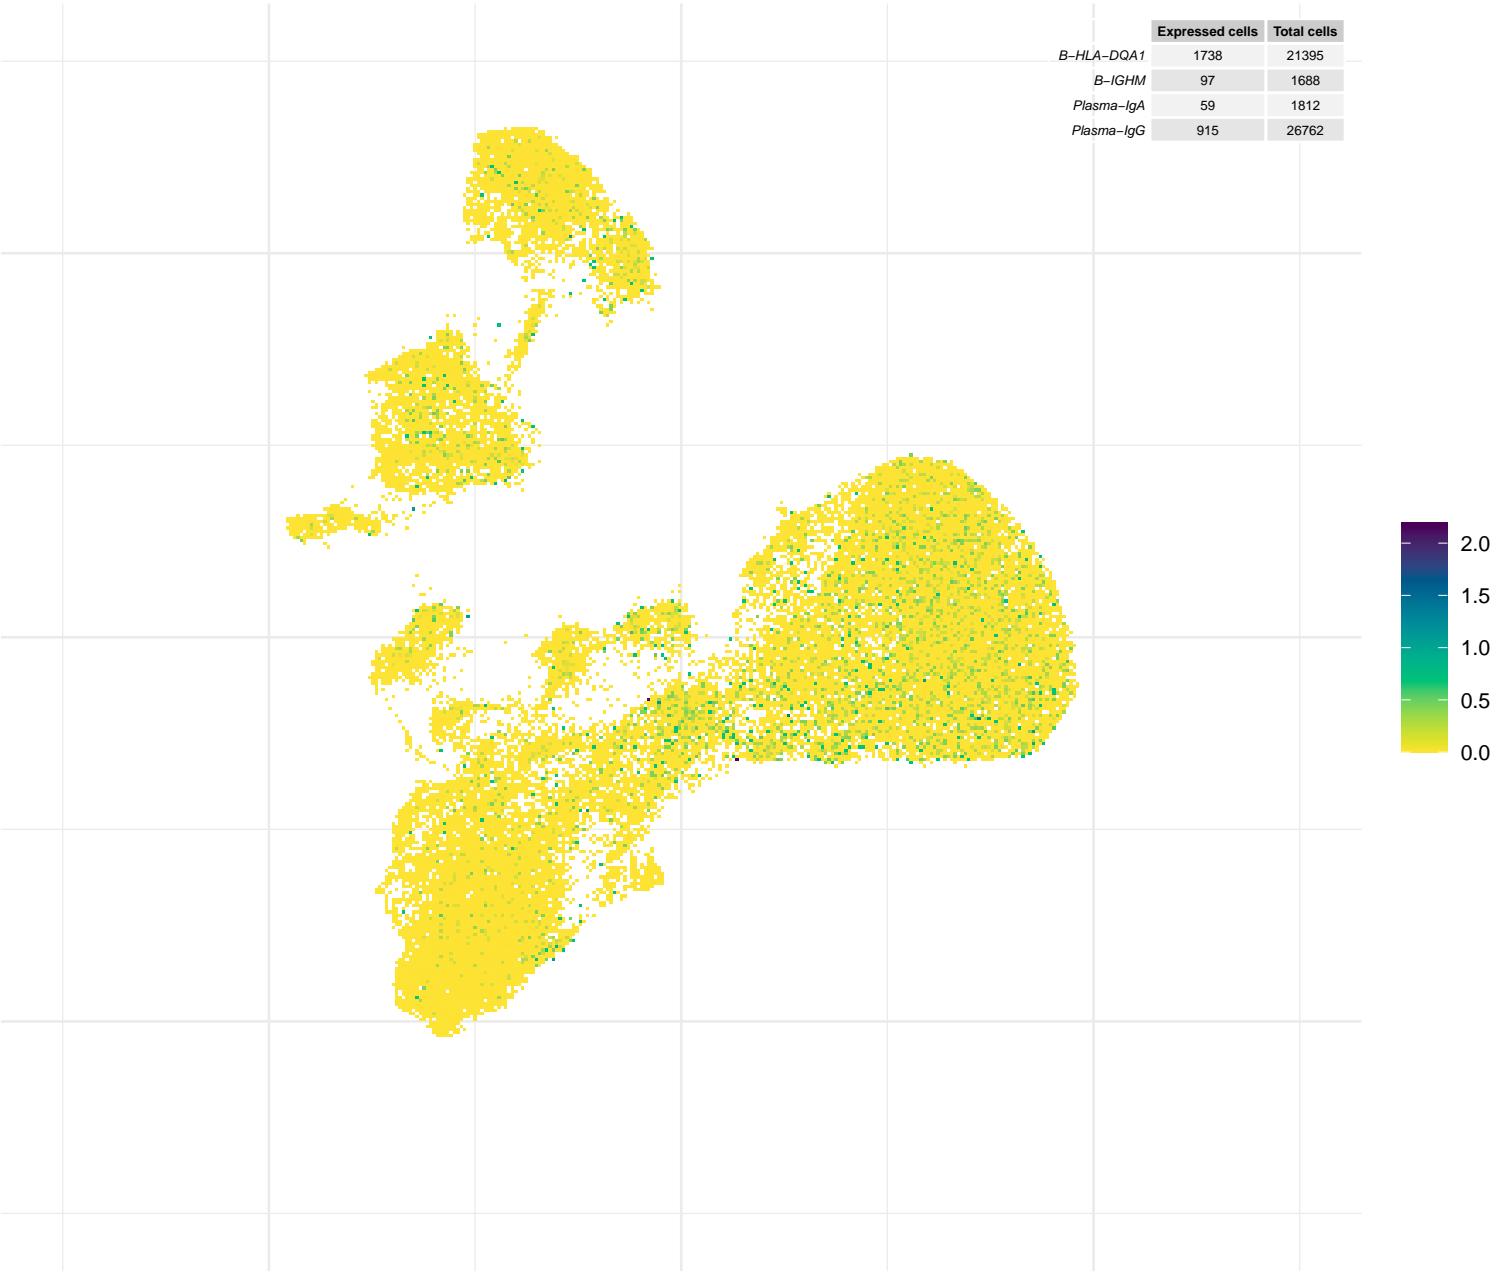 Expressed cells Total cells
B−HLA−DQA1 1738 21395
B−IGHM 97 1688
Plasma−IgA 59 1812
Plasma−IgG 915 26762
2.0
1.5
1.0
0.5
0.0